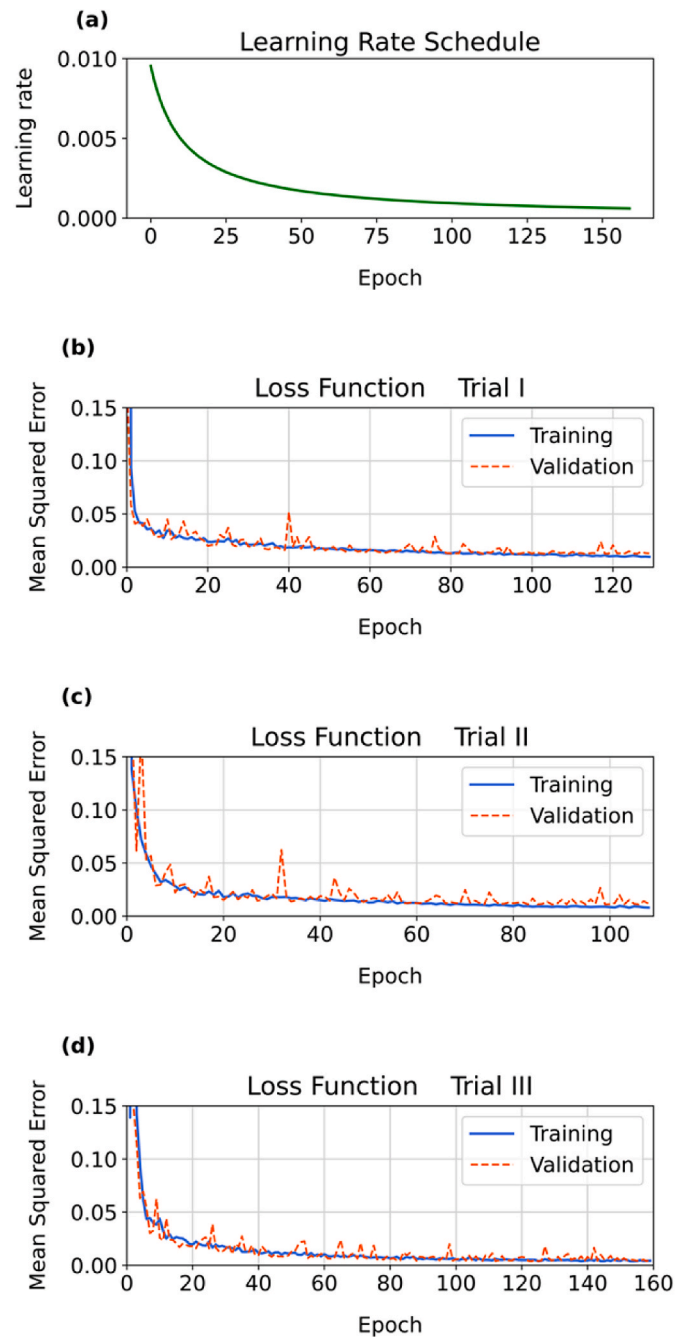 (a)
Learning Rate Schedule
Learning rate
0.010
0.005
0.000
0 25 50 75 100 125 150
Epoch
(b)
Loss Function Trial I
Mean Squared Error
0.15
0.10
0.05
0.00
Training
Validation
0 20 40 60 80 100 120
Epoch
(c)
Loss Function Trial II
Mean Squared Error
0.15
0.10
0.05
0.00
Training
Validation
0 20 40 60 80 100
Epoch
(d)
Loss Function Trial III
Mean Squared Error
0.15
0.10
0.05
0.00
Training
Validation
0 20 40 60 80 100 120 140 160
Epoch